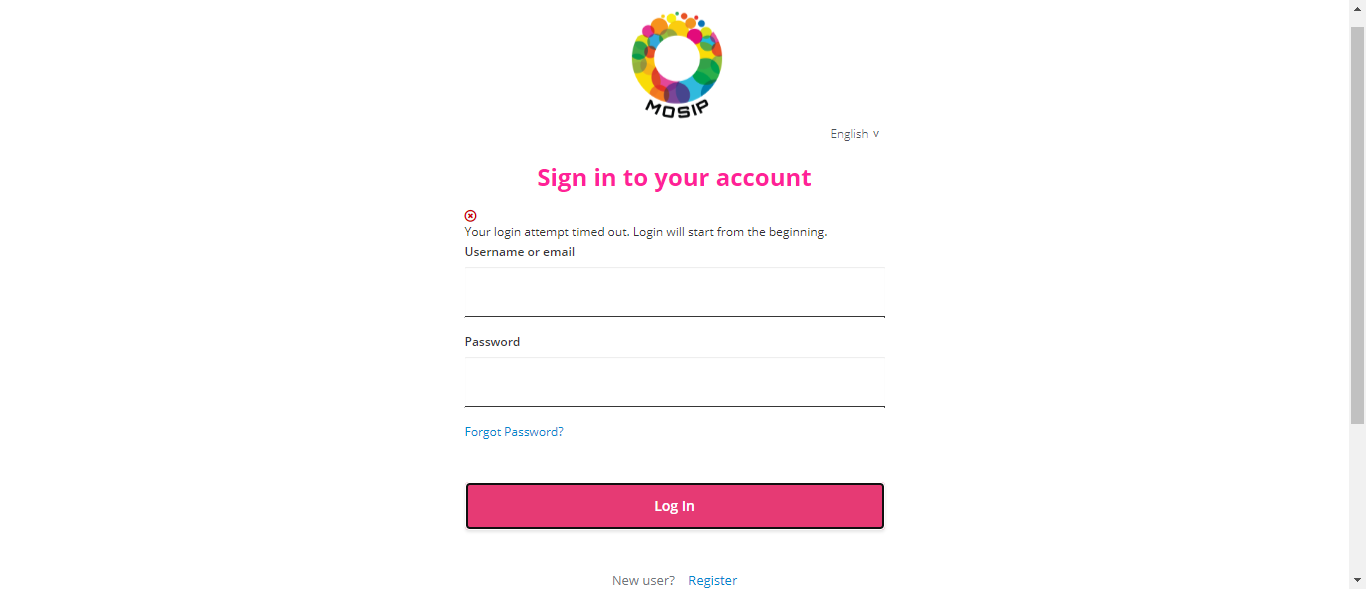 MOSIP
English v
Sign in to your account
Your login attempt timed out. Login will start from the beginning.
Username or email
Password
Forgot Password?
Log In
New user? Register